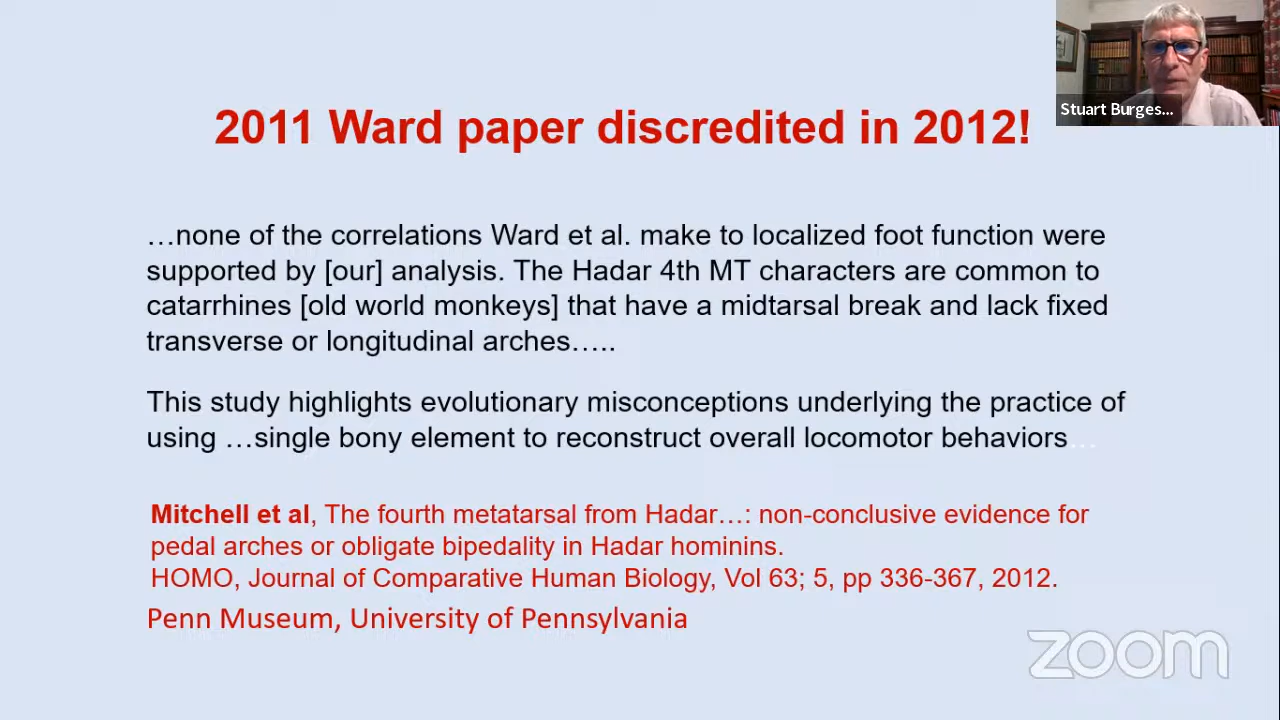 Stuart Burges...
2011 Ward paper discredited in 2012!
…none of the correlations Ward et al. make to localized foot function were
supported by [our] analysis. The Hadar 4th MT characters are common to
catarrhines [old world monkeys] that have a midtarsal break and lack fixed
transverse or longitudinal arches…..
This study highlights evolutionary misconceptions underlying the practice of
using …single bony element to reconstruct overall locomotor behaviors…
Mitchell et al, The fourth metatarsal from Hadar…: non-conclusive evidence for
pedal arches or obligate bipedality in Hadar hominins.
HOMO, Journal of Comparative Human Biology, Vol 63; 5, pp 336-367, 2012.
Penn Museum, University of Pennsylvania
zoom